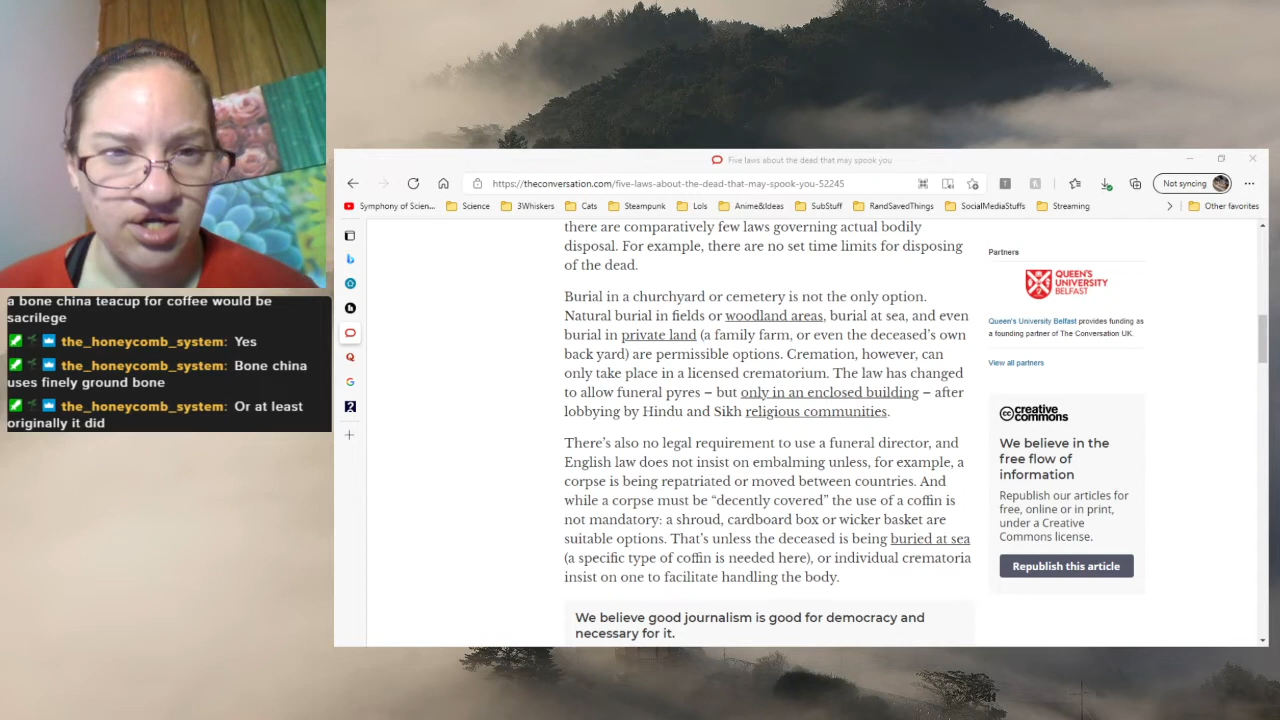 a bone china teacup for coffee would be
sacrilege
the_honeycomb_system: Yes
the_honeycomb_system: Bone china
uses finely ground bone
the_honeycomb_system: Or at least
originally it did
Five laws about the dead that may spook you
https://theconversation.com/five-laws-about-the-dead-that-may-spook-you-52245
Not syncing
Symphony of Scien...
Science
3Whiskers
Cats
Steampunk
Lols
Anime&Ideas
SubStuff
RandSavedThings
SocialMediaStuffs
Streaming
Other favorites
there are comparatively few laws governing actual bodily
disposal. For example, there are no set time limits for disposing
of the dead.
Burial in a churchyard or cemetery is not the only option.
Natural burial in fields or woodland areas, burial at sea, and even
burial in private land (a family farm, or even the deceased's own
back yard) are permissible options. Cremation, however, can
only take place in a licensed crematorium. The law has changed
to allow funeral pyres – but only in an enclosed building – after
lobbying by Hindu and Sikh religious communities.
There's also no legal requirement to use a funeral director, and
English law does not insist on embalming unless, for example, a
corpse is being repatriated or moved between countries. And
while a corpse must be "decently covered" the use of a coffin is
not mandatory: a shroud, cardboard box or wicker basket are
suitable options. That's unless the deceased is being buried at sea
(a specific type of coffin is needed here), or individual crematoria
insist on one to facilitate handling the body.
We believe good journalism is good for democracy and
necessary for it.
Partners
QUEEN'S
UNIVERSITY
BELFAST
Queen's University Belfast provides funding as
a founding partner of The Conversation UK.
View all partners
cc creative
commons
We believe in the
free flow of
information
Republish our articles for
free, online or in print,
under a Creative
Commons license.
Republish this article